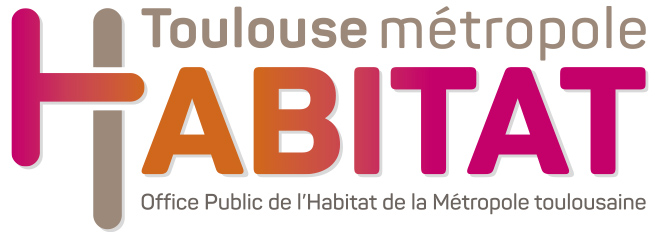 Toulouse métropole
HABITAT
Office Public de l'Habitat de la Métropole toulousaine